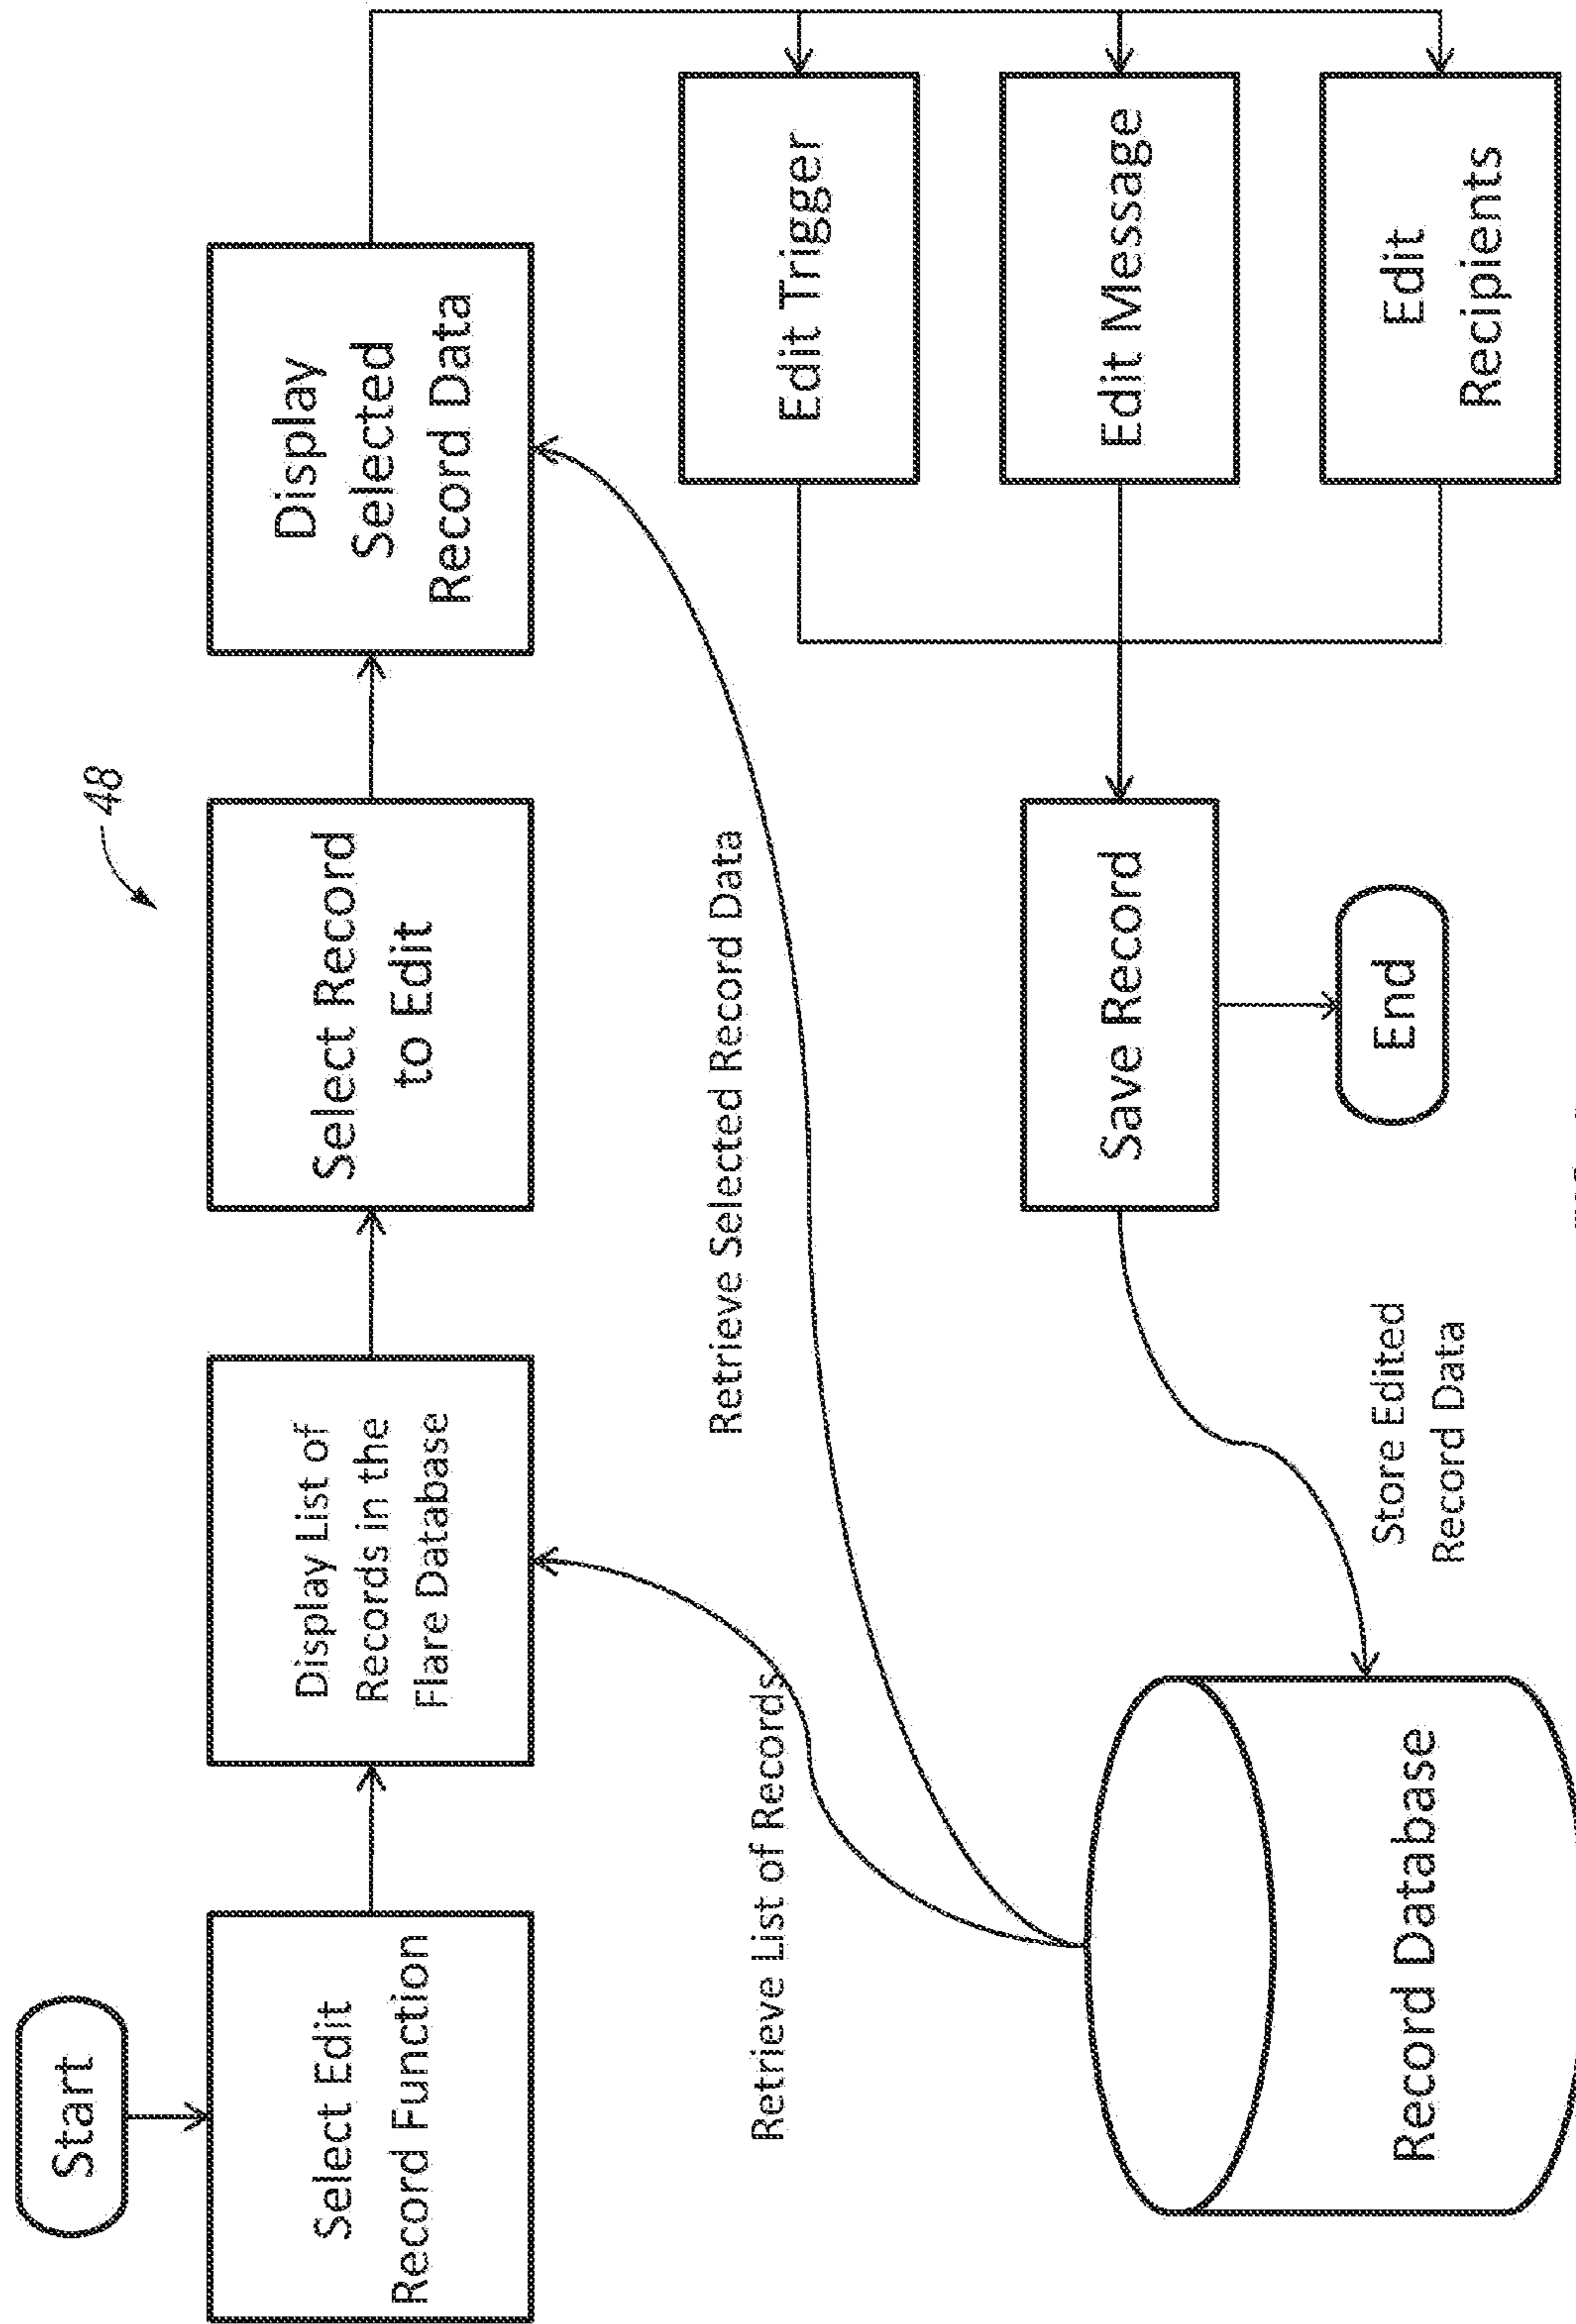 48
Start
Select Edit
Record Function
Display List of
Records in the
Flare Database
Select Record
to Edit
Display
Selected
Record Data
Retrieve List of Records
Retrieve Selected Record Data
Edit Trigger
Edit Message
Edit
Recipients
Save Record
End
Store Edited
Record Data
Record Database